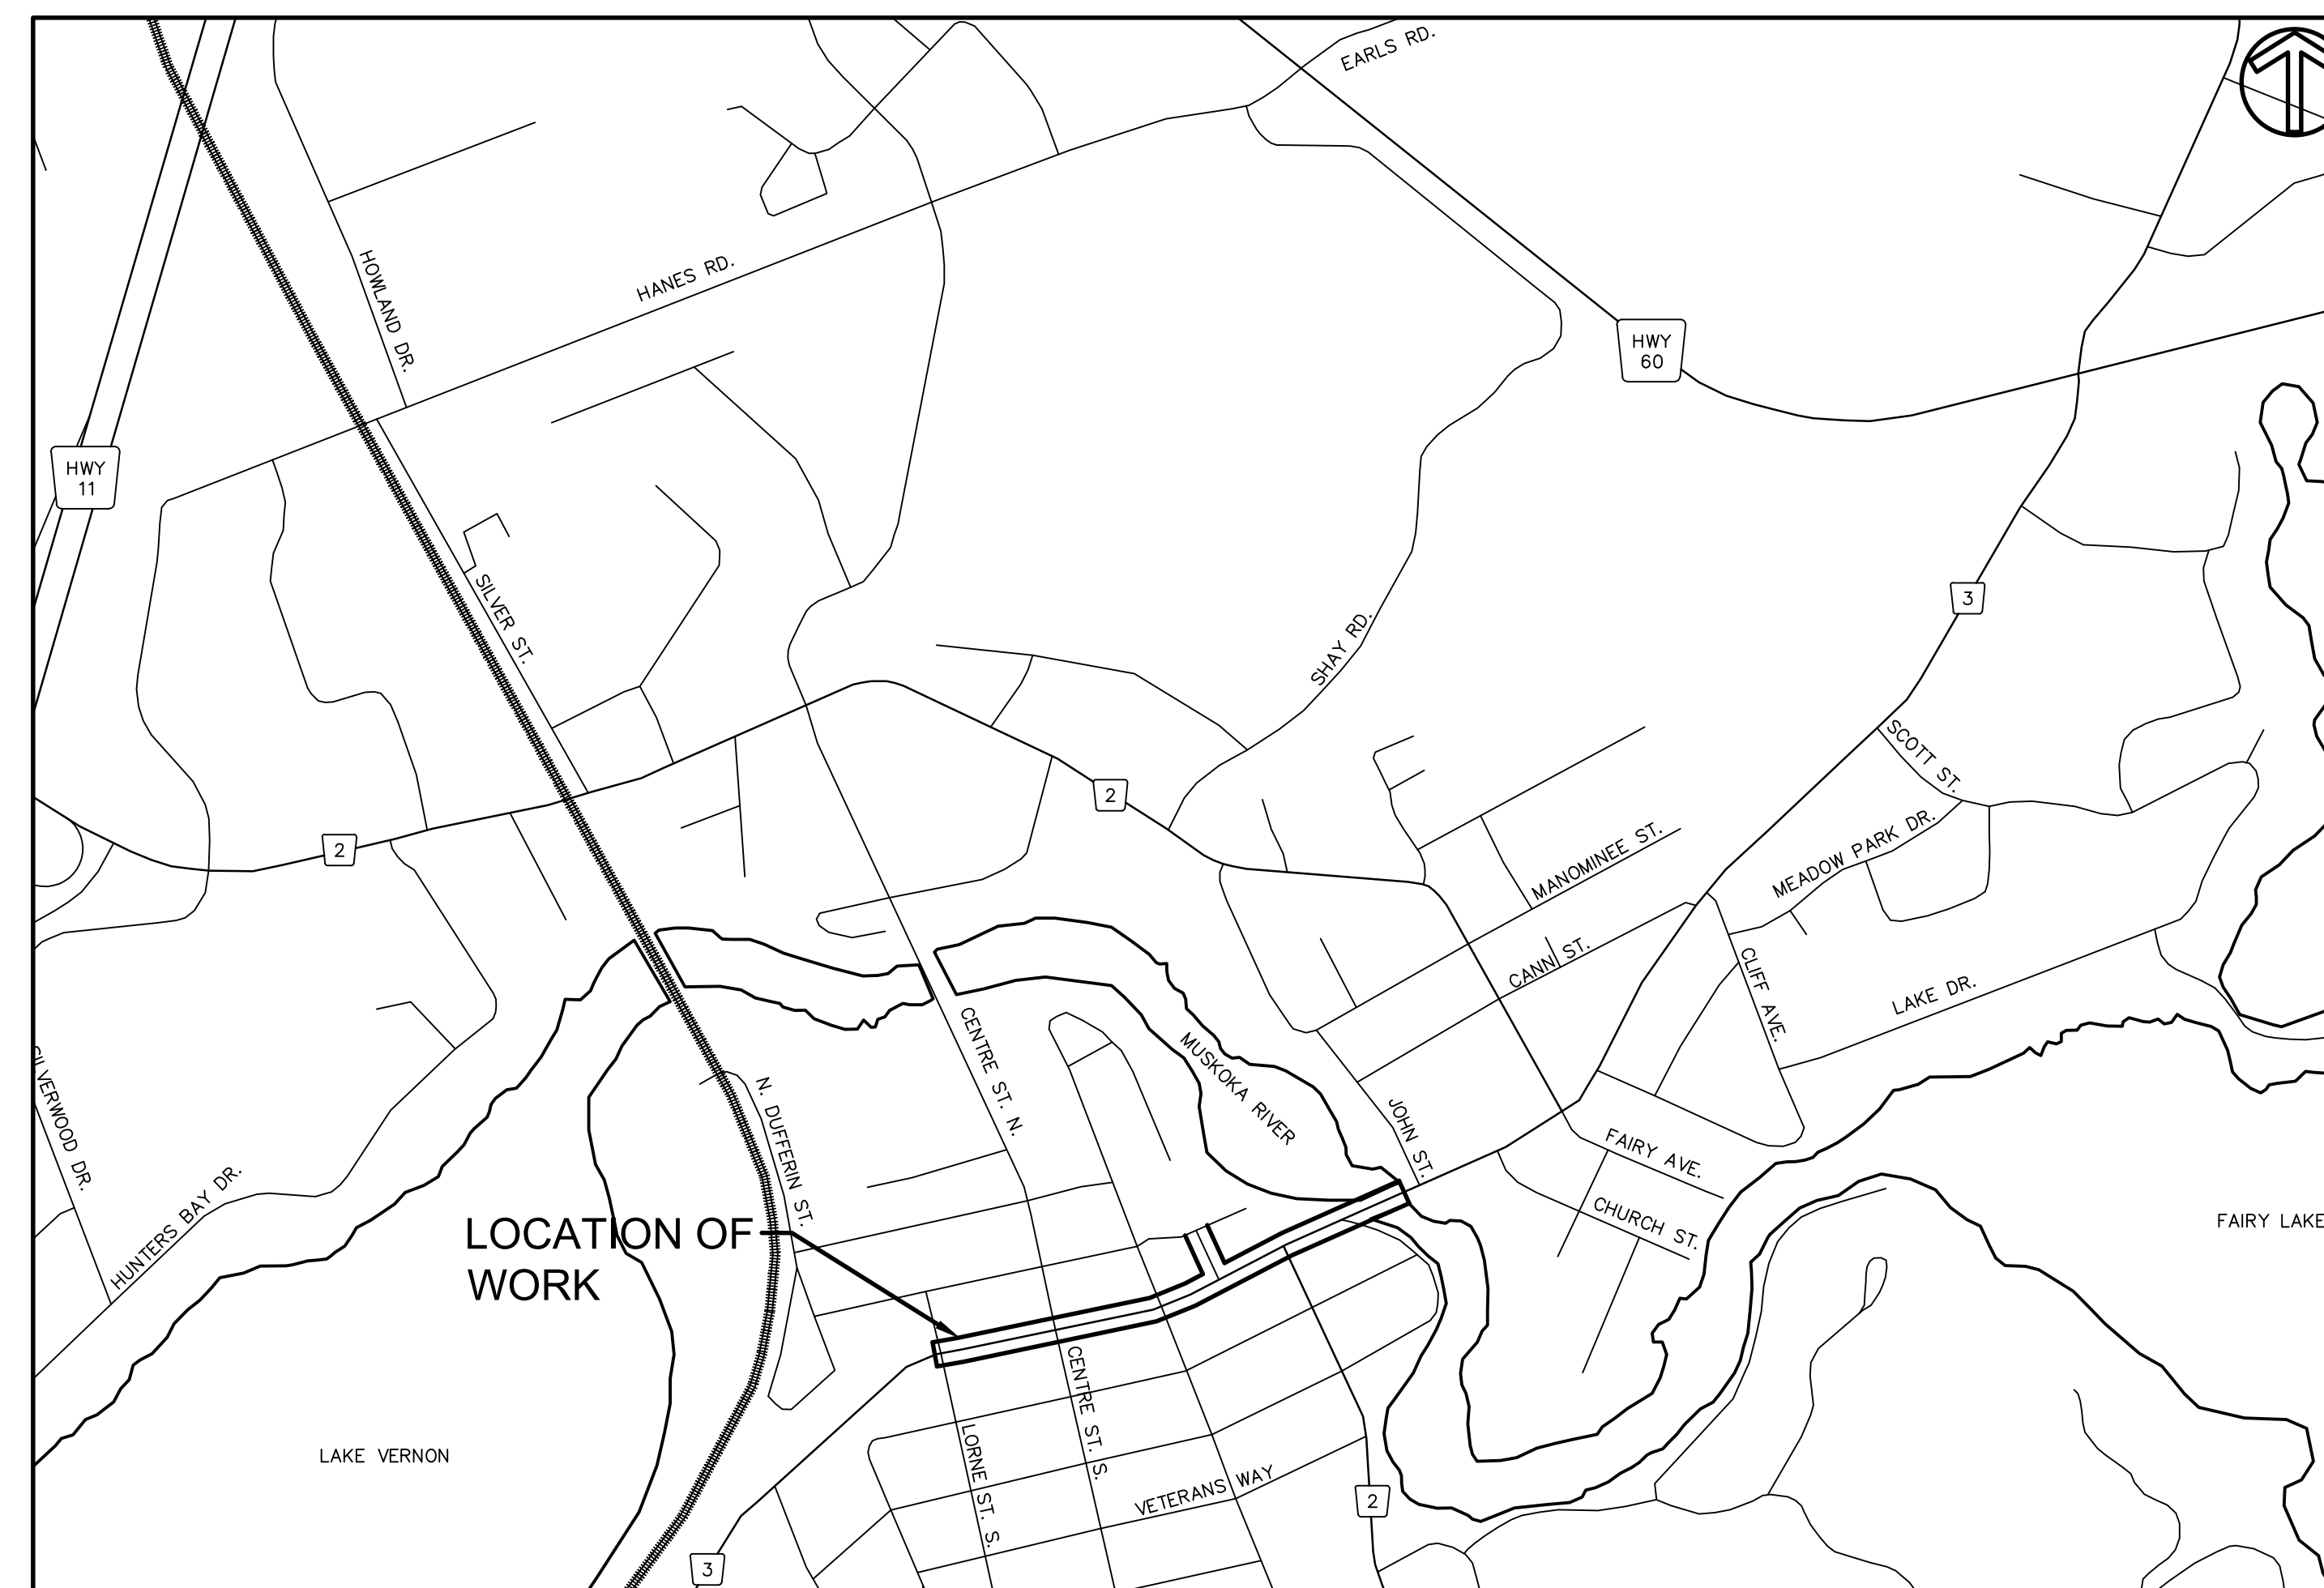 EARLS RD.
HOWLAND DR.
HANES RD.
HWY
60
HWY
11
SILVER ST.
SHAY RD.
3
SCOTT ST.
2
2
MANOMINEE ST.
MEADOW PARK DR.
CANN ST.
CLIFF AVE.
LAKE DR.
CENTRE ST. N.
MUSKOKA RIVER
SILVERWOOD DR.
N. DUFFERIN ST.
JOHN ST.
FAIRY AVE.
HUNTERS BAY DR.
CHURCH ST.
FAIRY LAKE
LOCATION OF
WORK
CENTRE ST. S.
LORNE ST. S.
LAKE VERNON
VETERANS WAY
2
3